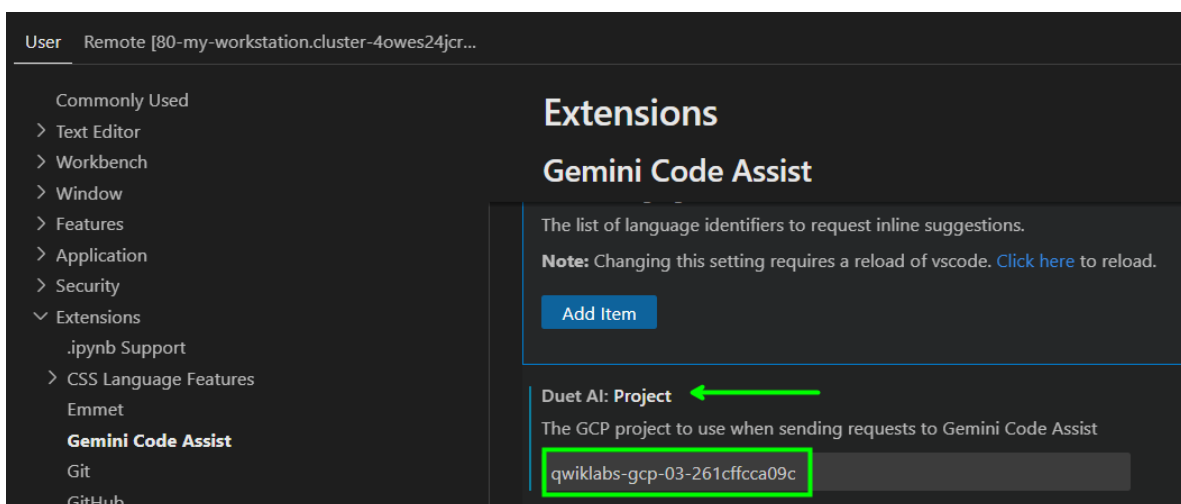 User Remote [80-my-workstation.cluster-4owes24jcr...
Commonly Used
Text Editor
Workbench
Window
Features
Application
Security
Extensions
.ipynb Support
CSS Language Features
Emmet
Gemini Code Assist
Git
GitHub
Extensions
Gemini Code Assist
The list of language identifiers to request inline suggestions.
Note: Changing this setting requires a reload of vscode. Click here to reload.
Add Item
Duet AI: Project
The GCP project to use when sending requests to Gemini Code Assist
qwiklabs-gcp-03-261cffcca09c